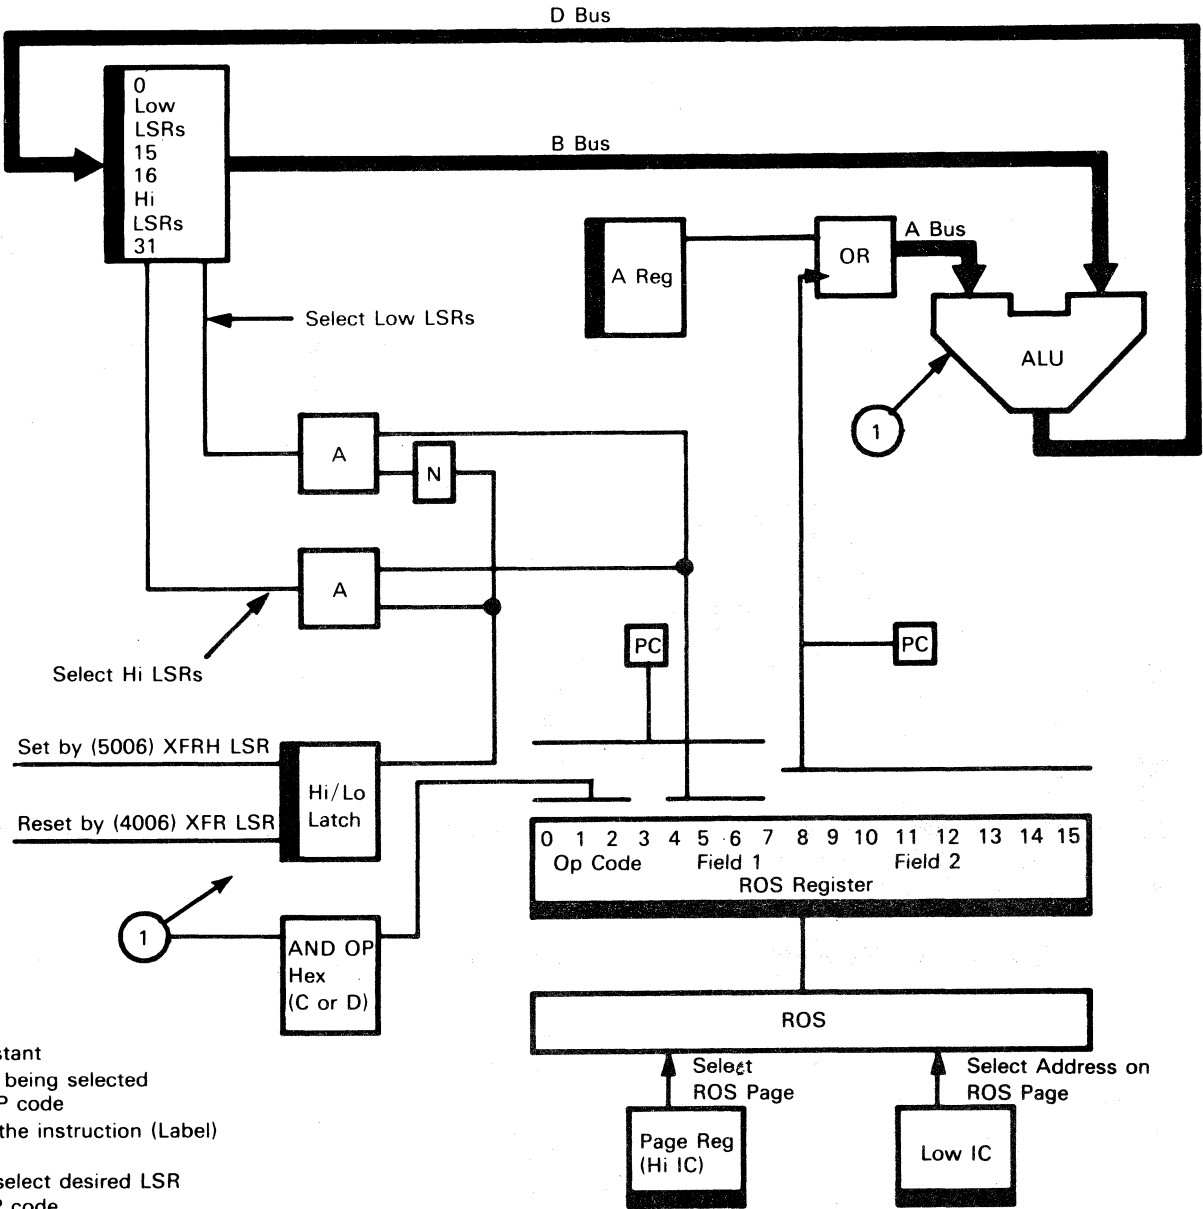 D Bus
0
Low
LSRs
15
16
Hi
LSRs
31
B Bus
A Reg
OR
A Bus
ALU
1
Select Low LSRs
A
N
A
Select Hi LSRs
PC
PC
Set by (5006) XFRH LSR
Reset by (4006) XFR LSR
Hi/Lo
Latch
0 1 2 3 4 5 6 7 8 9 10 11 12 13 14 15
Op Code Field 1 Field 2
ROS Register
1
AND OP
Hex
(C or D)
ROS
Select
ROS Page
Select Address on
ROS Page
Page Reg
(Hi IC)
Low IC
stant
being selected
P code
the instruction (Label)
select desired LSR
P code